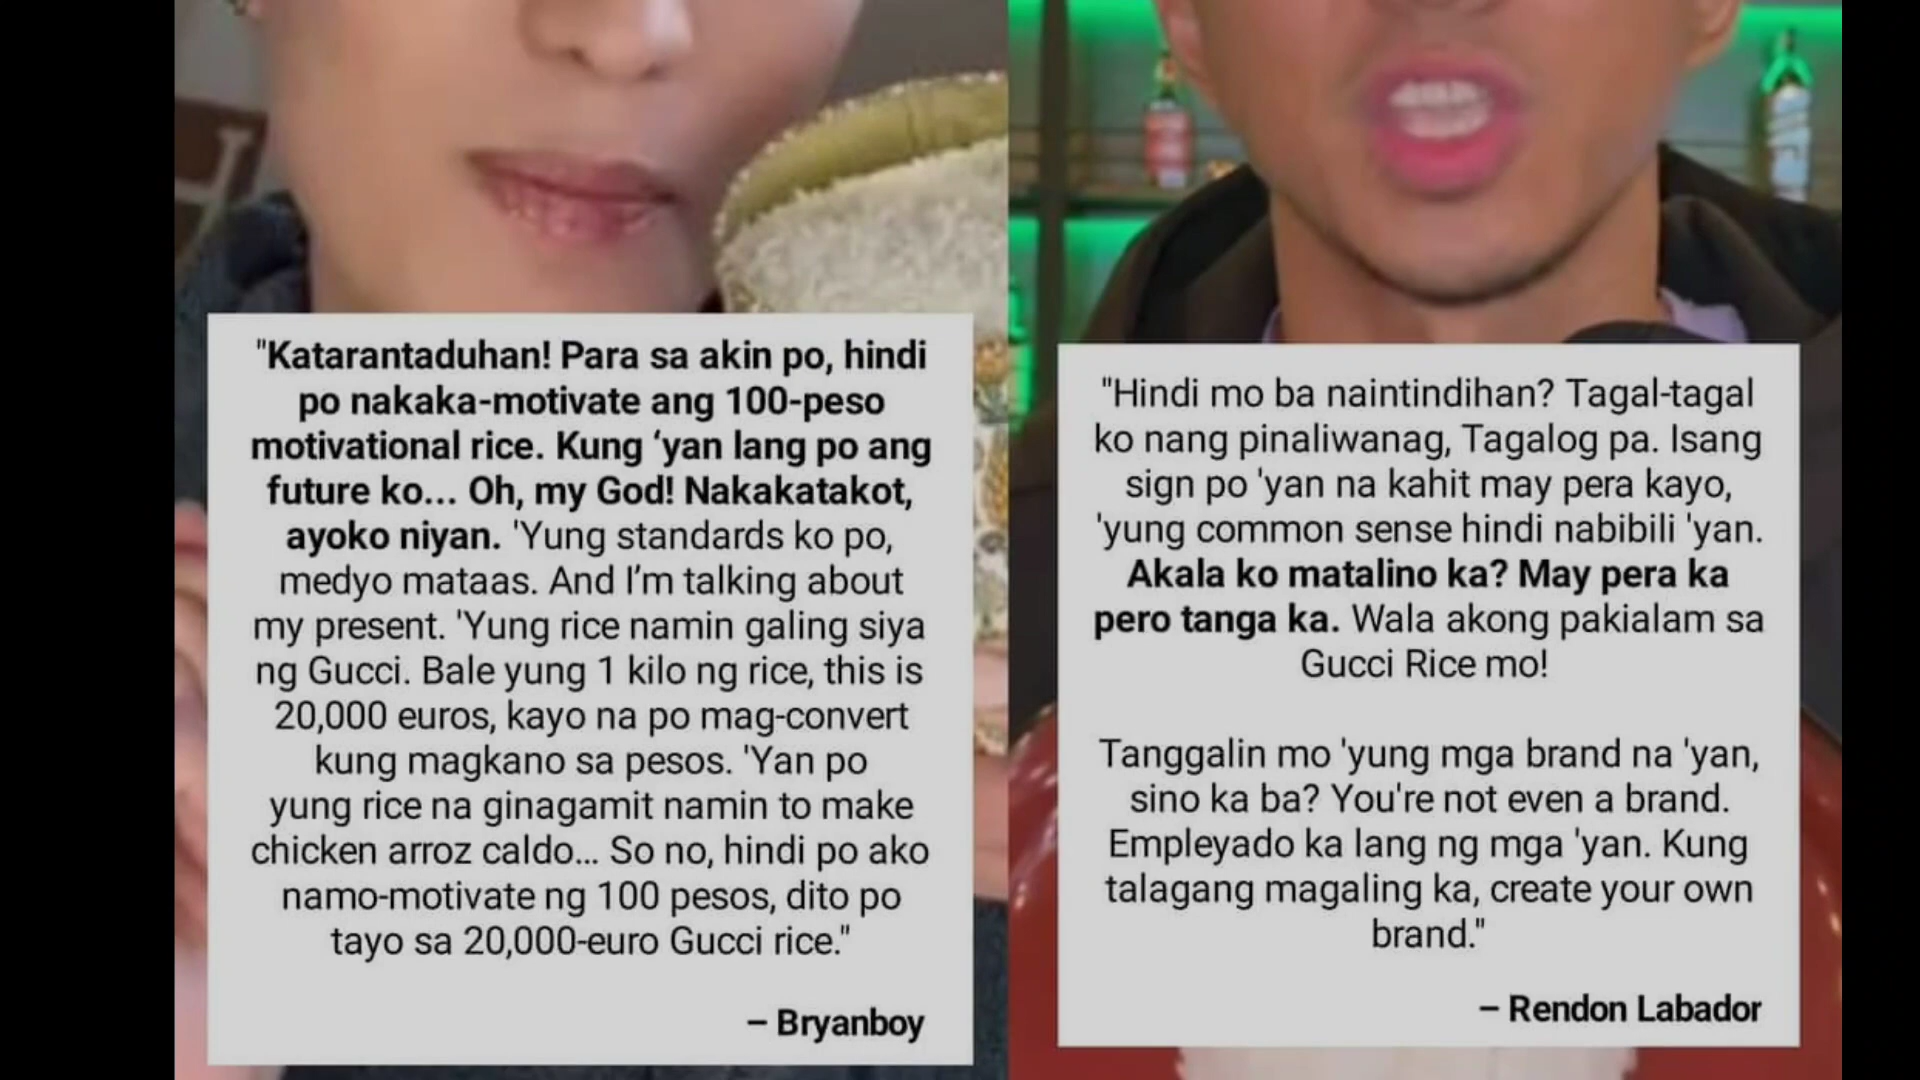 "Katarantaduhan! Para sa akin po, hindi
po nakaka-motivate ang 100-peso
motivational rice. Kung ‘yan lang po ang
future ko... Oh, my God! Nakakatakot,
ayoko niyan. 'Yung standards ko po,
medyo mataas. And I’m talking about
my present. 'Yung rice namin galing siya
ng Gucci. Bale yung 1 kilo ng rice, this is
20,000 euros, kayo na po mag-convert
kung magkano sa pesos. 'Yan po
yung rice na ginagamit namin to make
chicken arroz caldo... So no, hindi po ako
namo-motivate ng 100 pesos, dito po
tayo sa 20,000-euro Gucci rice."
– Bryanboy
"Hindi mo ba naintindihan? Tagal-tagal
ko nang pinaliwanag, Tagalog pa. Isang
sign po 'yan na kahit may pera kayo,
'yung common sense hindi nabibili 'yan.
Akala ko matalino ka? May pera ka
pero tanga ka. Wala akong pakialam sa
Gucci Rice mo!
Tanggalin mo 'yung mga brand na 'yan,
sino ka ba? You're not even a brand.
Empleyado ka lang ng mga 'yan. Kung
talagang magaling ka, create your own
brand."
– Rendon Labador